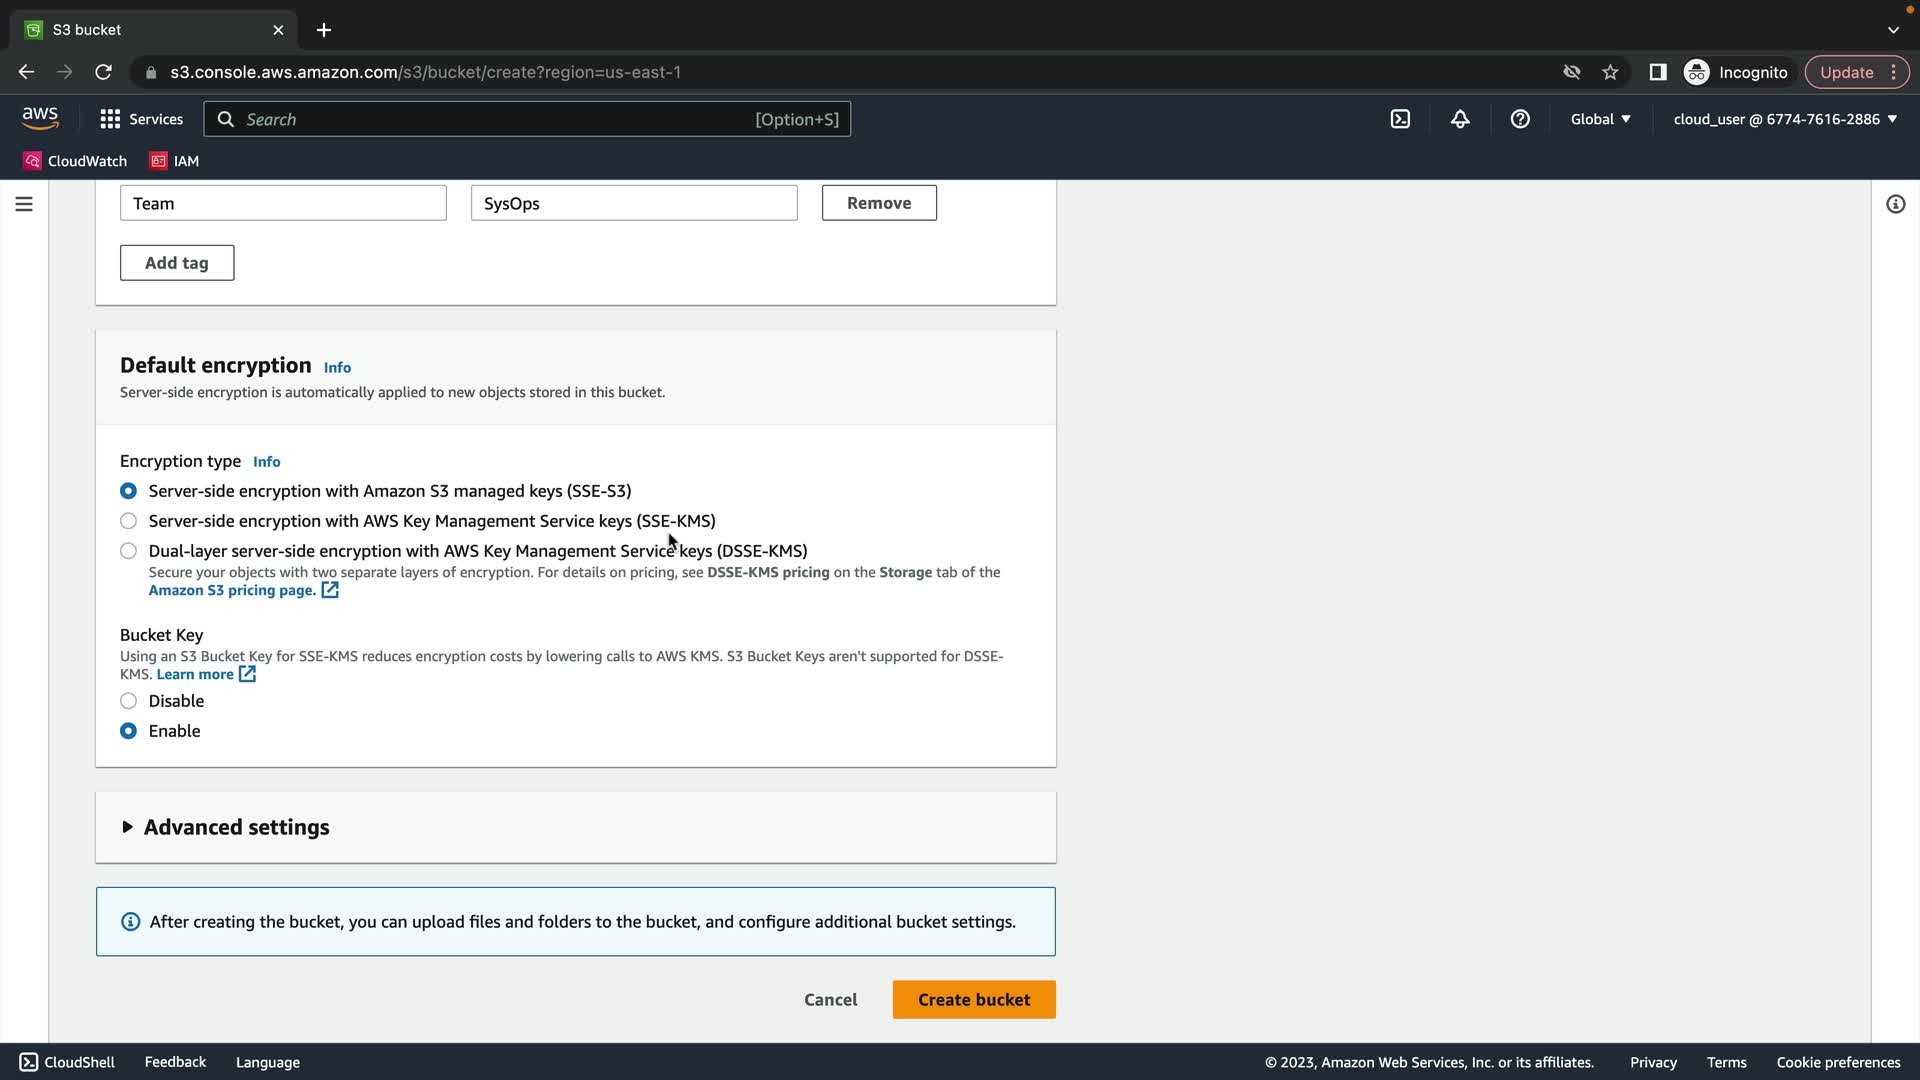 S3 bucket
s3.console.aws.amazon.com/s3/bucket/create?region=us-east-1
Incognito
Update
aws
Services
Search
[Option+S]
Global
cloud_user @ 6774-7616-2886
CloudWatch
IAM
Team
SysOps
Remove
Add tag
Default encryption Info
Server-side encryption is automatically applied to new objects stored in this bucket.
Encryption type Info
Server-side encryption with Amazon S3 managed keys (SSE-S3)
Server-side encryption with AWS Key Management Service keys (SSE-KMS)
Dual-layer server-side encryption with AWS Key Management Service keys (DSSE-KMS)
Secure your objects with two separate layers of encryption. For details on pricing, see DSSE-KMS pricing on the Storage tab of the
Amazon S3 pricing page.
Bucket Key
Using an S3 Bucket Key for SSE-KMS reduces encryption costs by lowering calls to AWS KMS. S3 Bucket Keys aren't supported for DSSE-
KMS. Learn more
Disable
Enable
Advanced settings
After creating the bucket, you can upload files and folders to the bucket, and configure additional bucket settings.
Cancel
Create bucket
CloudShell
Feedback
Language
© 2023, Amazon Web Services, Inc. or its affiliates.
Privacy
Terms
Cookie preferences